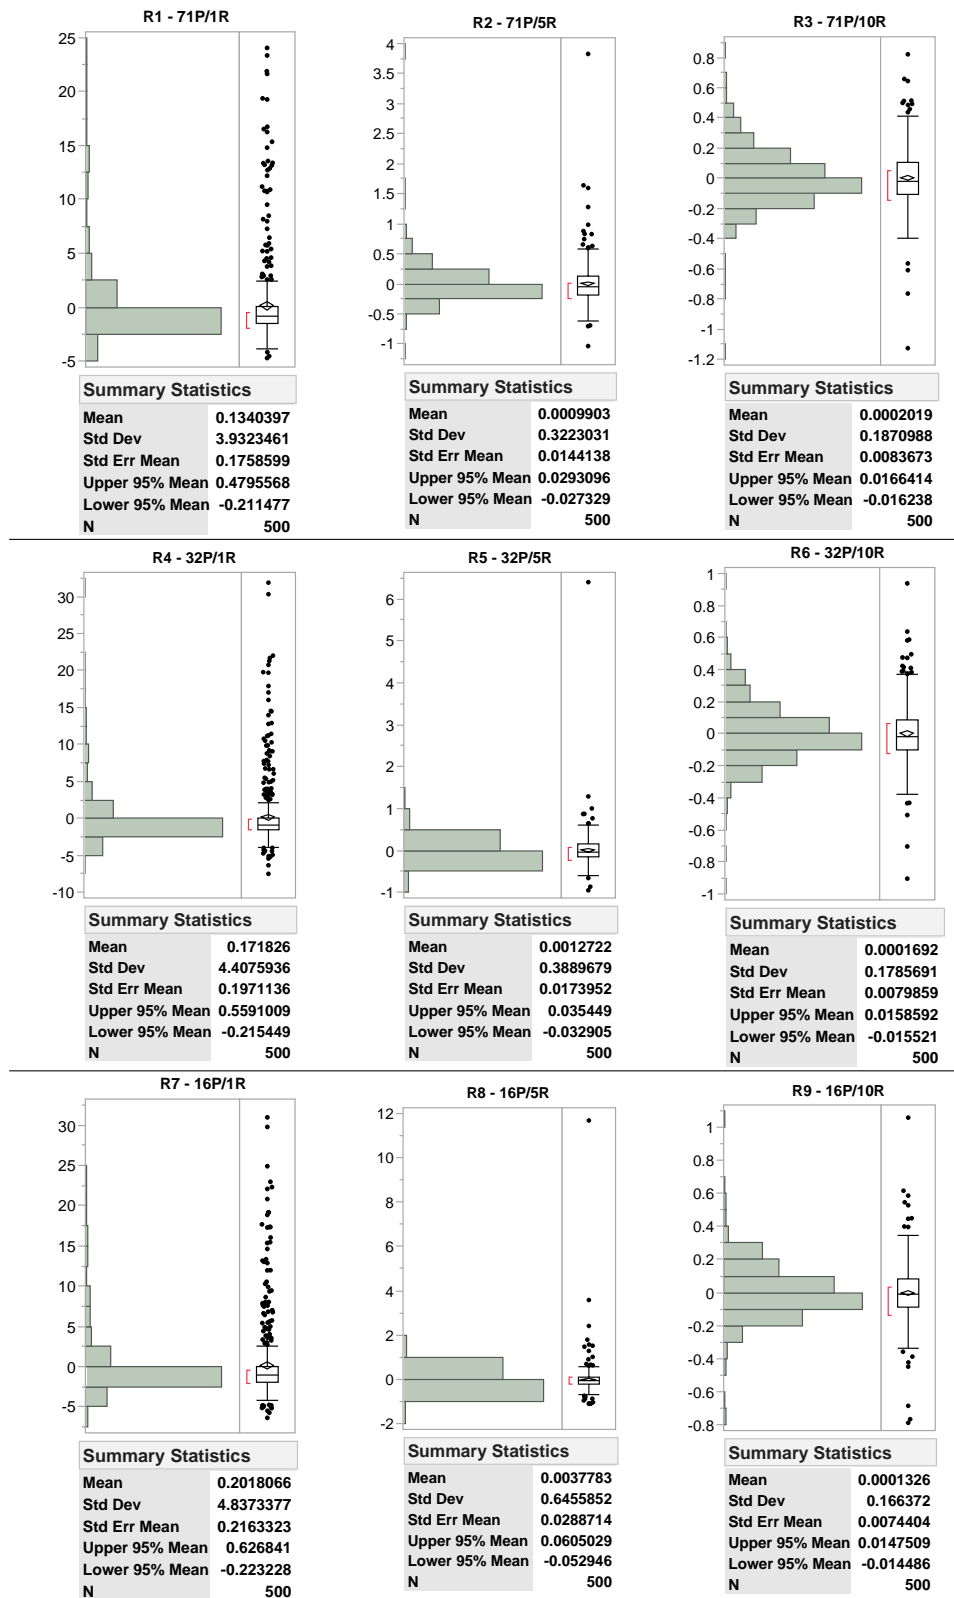 R1 - 71P/1R
R2 - 71P/5R
R3 - 71P/10R
25
20
15
10
5
0
-5
4
3.5
3
2.5
2
1.5
1
0.5
0
-0.5
-1
0.8
0.6
0.4
0.2
0
-0.2
-0.4
-0.6
-0.8
-1
-1.2
Summary Statistics
Mean 0.1340397
Std Dev 3.9323461
Std Err Mean 0.1758599
Upper 95% Mean 0.4795568
Lower 95% Mean -0.211477
N 500
Summary Statistics
Mean 0.0009903
Std Dev 0.3223031
Std Err Mean 0.0144138
Upper 95% Mean 0.0293096
Lower 95% Mean -0.027329
N 500
Summary Statistics
Mean 0.0002019
Std Dev 0.1870988
Std Err Mean 0.0083673
Upper 95% Mean 0.0166414
Lower 95% Mean -0.016238
N 500
R4 - 32P/1R
R5 - 32P/5R
R6 - 32P/10R
30
25
20
15
10
5
0
-5
-10
6
5
4
3
2
1
0
-1
1
0.8
0.6
0.4
0.2
0
-0.2
-0.4
-0.6
-0.8
-1
Summary Statistics
Mean 0.171826
Std Dev 4.4075936
Std Err Mean 0.1971136
Upper 95% Mean 0.5591009
Lower 95% Mean -0.215449
N 500
Summary Statistics
Mean 0.0012722
Std Dev 0.3889679
Std Err Mean 0.0173952
Upper 95% Mean 0.035449
Lower 95% Mean -0.032905
N 500
Summary Statistics
Mean 0.0001692
Std Dev 0.1785691
Std Err Mean 0.0079859
Upper 95% Mean 0.0158592
Lower 95% Mean -0.015521
N 500
R7 - 16P/1R
R8 - 16P/5R
R9 - 16P/10R
30
25
20
15
10
5
0
-5
12
10
8
6
4
2
0
-2
1
0.8
0.6
0.4
0.2
0
-0.2
-0.4
-0.6
-0.8
Summary Statistics
Mean 0.2018066
Std Dev 4.8373377
Std Err Mean 0.2163323
Upper 95% Mean 0.626841
Lower 95% Mean -0.223228
N 500
Summary Statistics
Mean 0.0037783
Std Dev 0.6455852
Std Err Mean 0.0288714
Upper 95% Mean 0.0605029
Lower 95% Mean -0.052946
N 500
Summary Statistics
Mean 0.0001326
Std Dev 0.166372
Std Err Mean 0.0074404
Upper 95% Mean 0.0147509
Lower 95% Mean -0.014486
N 500